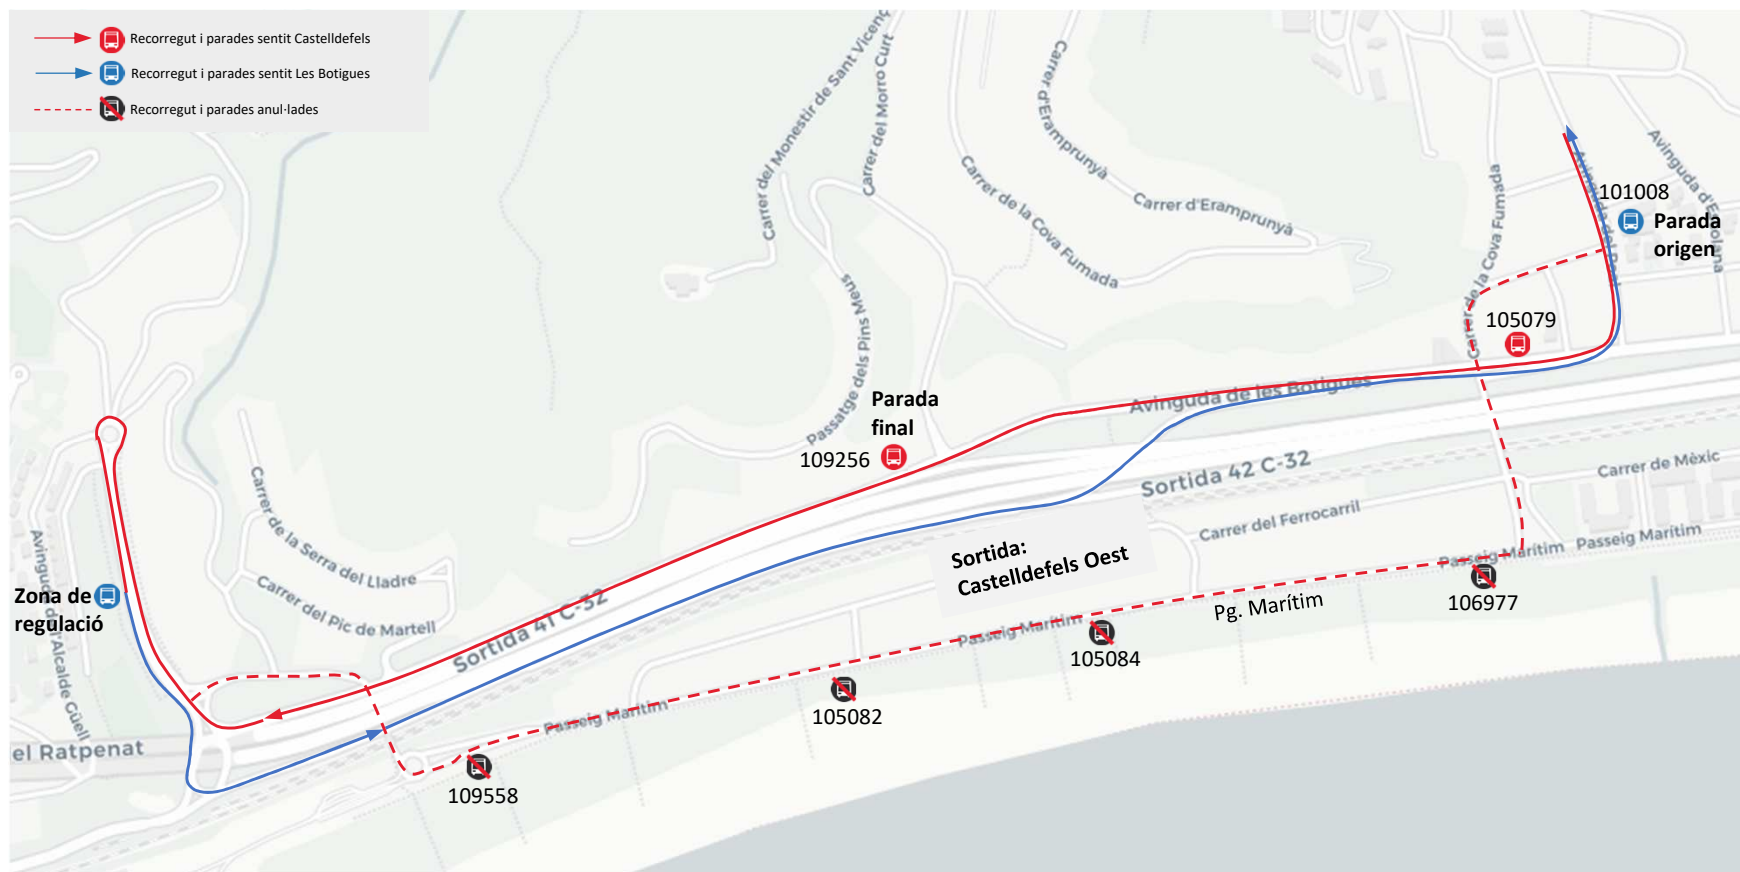 Recorregut i parades sentit Castelldefels
Recorregut i parades sentit Les Botigues
Recorregut i parades anul·lades
Carrer del Monestir de Sant Vicenç
Carrer del Morro Curt
Carrer d'Eramprunyà
Carrer d'Eramprunyà
Carrer de la Cova Fumada
Carrer de la Cova Fumada
Avinguda del
101008
Parada
origen
105079
Passatge dels Pins Meus
Parada
final
109256
Avinguda de les Botigues
Sortida 42 C-32
Carrer de Mèxic
Carrer del Ferrocarril
Passeig Marítim
Passeig Marítim
106977
Pg. Marítim
Sortida:
Castelldefels Oest
Carrer de la Serra del Lladre
Carrer del Pic de Martell
Sortida 41 C-32
Zona de
regulació
Avinguda de l'Alcalde Güell
Passeig Marítim
105084
105082
Passeig Marítim
109558
el Ratpenat